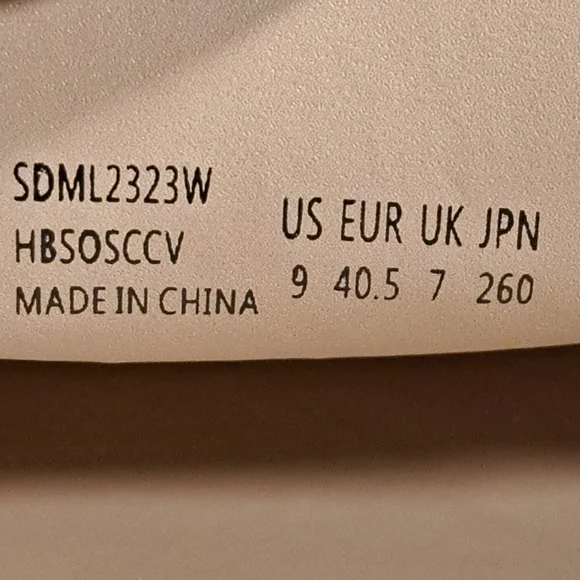 SDML2323W
HBSOSCCV
MADE IN CHINA
US EUR UK JPN
9 40.5 7 260